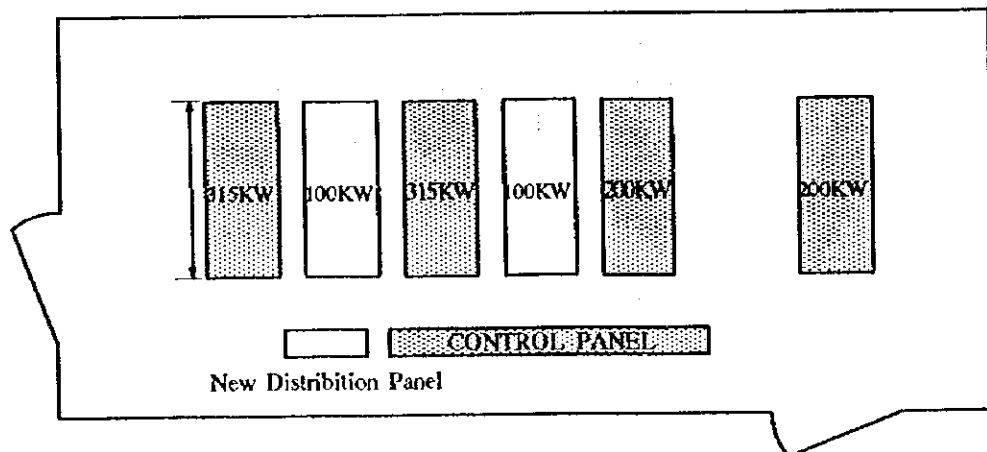 315KW 100KW 315KW 100KW 200KW 200KW
CONTROL PANEL
New Distribition Panel